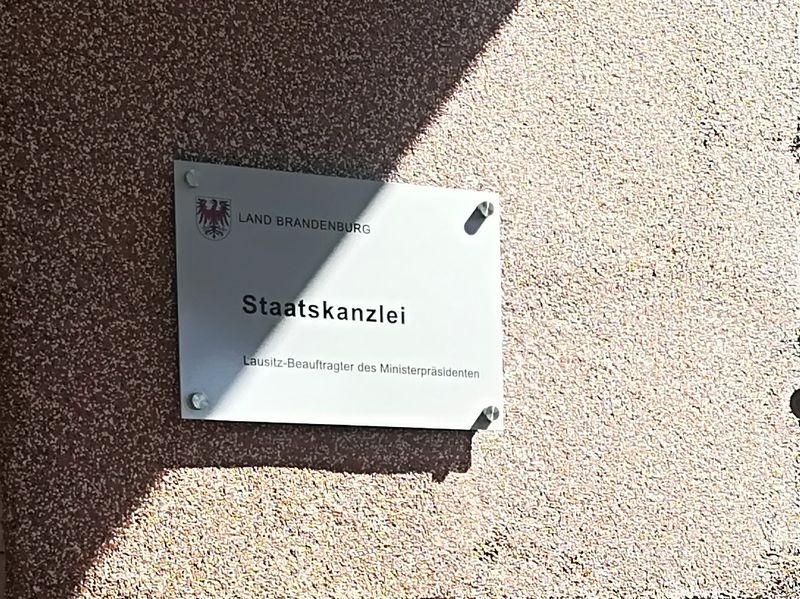 LAND BRANDENBURG
Staatskanzlei
Lausitz-Beauftragter des Ministerpräsidenten